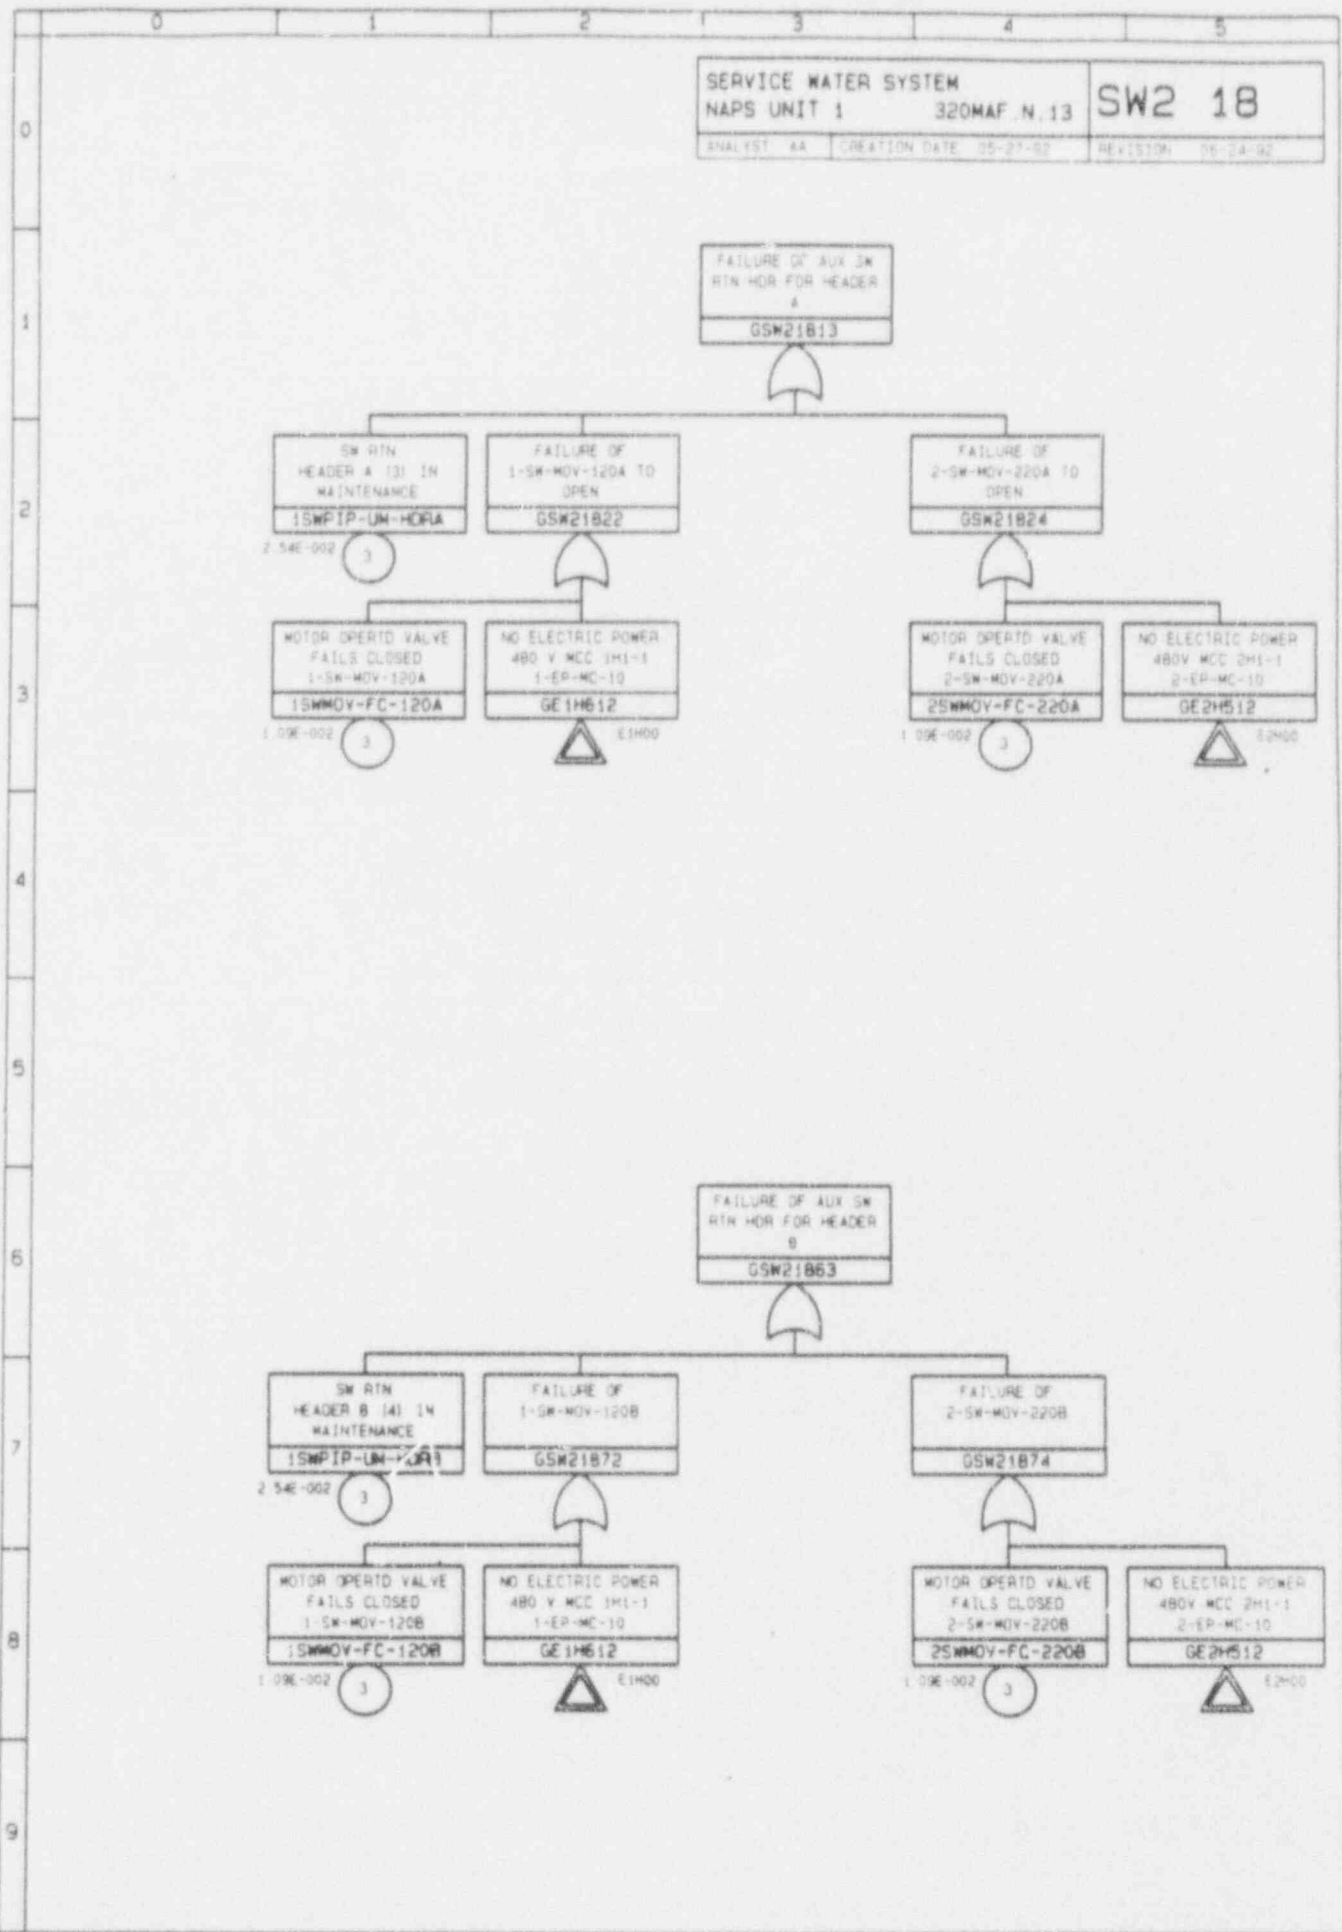 0 1 2 3 4 5
SERVICE WATER SYSTEM
NAPS UNIT 1 320MAF.N.13
SW2 18
ANALYST AA CREATION DATE 05-27-92 REVISION
0
FAILURE OF AUX SW
RTN HDR FOR HEADER
A
GSW21813
1
SW RTN
HEADER A (3) IN
MAINTENANCE
1SWPIP-UM-HDRA
2.54E-002
3
FAILURE OF
1-SW-MOV-120A TO
OPEN
GSW21822
FAILURE OF
2-SW-MOV-220A TO
OPEN
GSW21824
2
MOTOR OPERTD VALVE
FAILS CLOSED
1-SW-MOV-120A
1SWMOV-FC-120A
1.09E-002
3
NO ELECTRIC POWER
480 V MCC 1H1-1
1-EP-MC-10
GE1H612
E1H00
MOTOR OPERTD VALVE
FAILS CLOSED
2-SW-MOV-220A
2SWMOV-FC-220A
1.09E-002
3
NO ELECTRIC POWER
480V MCC 2H1-1
2-EP-MC-10
GE2H512
E2H00
3
4
5
FAILURE OF AUX SW
RTN HDR FOR HEADER
B
GSW21863
6
SW RTN
HEADER B (4) IN
MAINTENANCE
1SWPIP-UM-
2.54E-002
3
FAILURE OF
1-SW-MOV-120B
GSW21872
FAILURE OF
2-SW-MOV-220B
GSW21874
7
MOTOR OPERTD VALVE
FAILS CLOSED
1-SW-MOV-120B
1SWMOV-FC-120B
1.09E-002
3
NO ELECTRIC POWER
480 V MCC 1H1-1
1-EP-MC-10
GE1H612
E1H00
MOTOR OPERTD VALVE
FAILS CLOSED
2-SW-MOV-220B
2SWMOV-FC-220B
1.09E-002
3
NO ELECTRIC POWER
480V MCC 2H1-1
2-EP-MC-10
GE2H512
E2H00
8
9